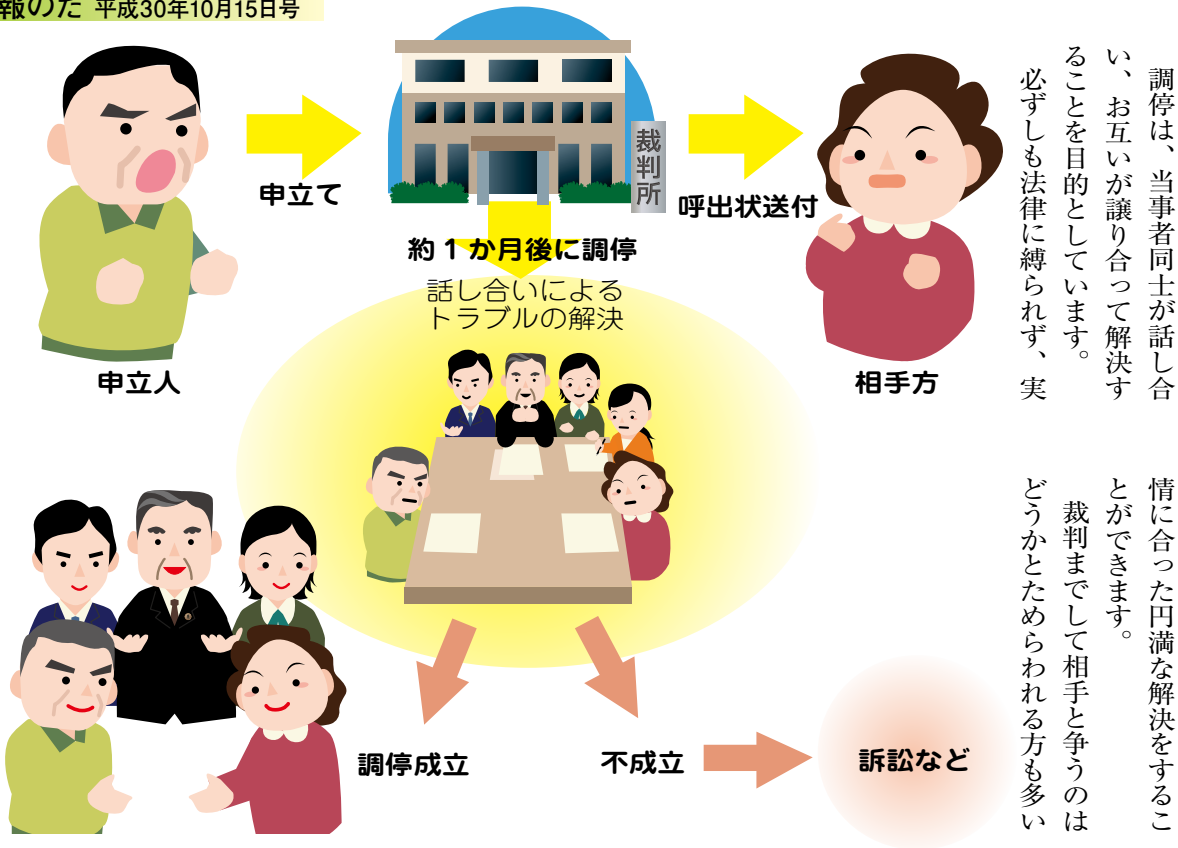 報のだ 平成30年10月15日号
申立て
裁判所
呼出状送付
約１か月後に調停
話し合いによる
トラブルの解決
申立人
相手方
調停成立
不成立
訴訟など
調停は、当事者同士が話し合
い、お互いが譲り合って解決す
ることを目的としています。
必ずしも法律に縛られず、実
情に合った円満な解決をするこ
とができます。
裁判までして相手と争うのは
どうかとためらわれる方も多い